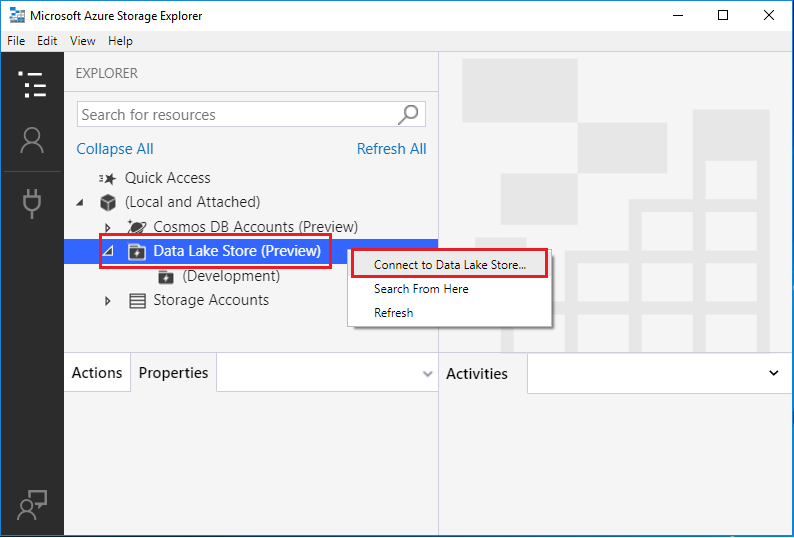 Microsoft Azure Storage Explorer
File Edit View Help
EXPLORER
Search for resources
Collapse All Refresh All
Quick Access
(Local and Attached)
Cosmos DB Accounts (Preview)
Data Lake Store (Preview)
Connect to Data Lake Store...
(Development)
Search From Here
Storage Accounts
Refresh
Actions Properties
Activities